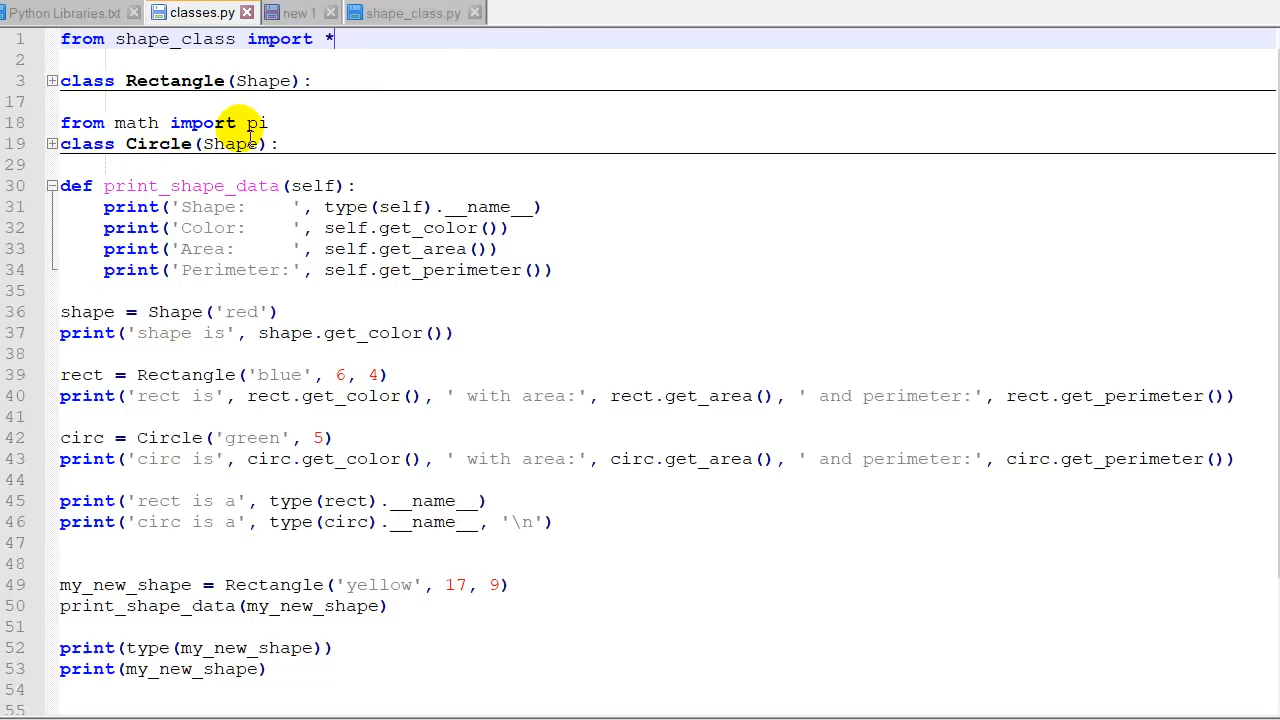 Python Libraries.txt classes.py new 1 shape_class.py
1 from shape_class import *
2
3 class Rectangle(Shape):
17
18 from math import pi
19 class Circle(Shape):
29
30 def print_shape_data(self):
31 print('Shape:     ', type(self).__name__)
32 print('Color:     ', self.get_color())
33 print('Area:      ', self.get_area())
34 print('Perimeter:', self.get_perimeter())
35
36 shape = Shape('red')
37 print('shape is', shape.get_color())
38
39 rect = Rectangle('blue', 6, 4)
40 print('rect is', rect.get_color(), ' with area:', rect.get_area(), ' and perimeter:', rect.get_perimeter())
41
42 circ = Circle('green', 5)
43 print('circ is', circ.get_color(), ' with area:', circ.get_area(), ' and perimeter:', circ.get_perimeter())
44
45 print('rect is a', type(rect).__name__)
46 print('circ is a', type(circ).__name__, '\n')
47
48
49 my_new_shape = Rectangle('yellow', 17, 9)
50 print_shape_data(my_new_shape)
51
52 print(type(my_new_shape))
53 print(my_new_shape)
54
55